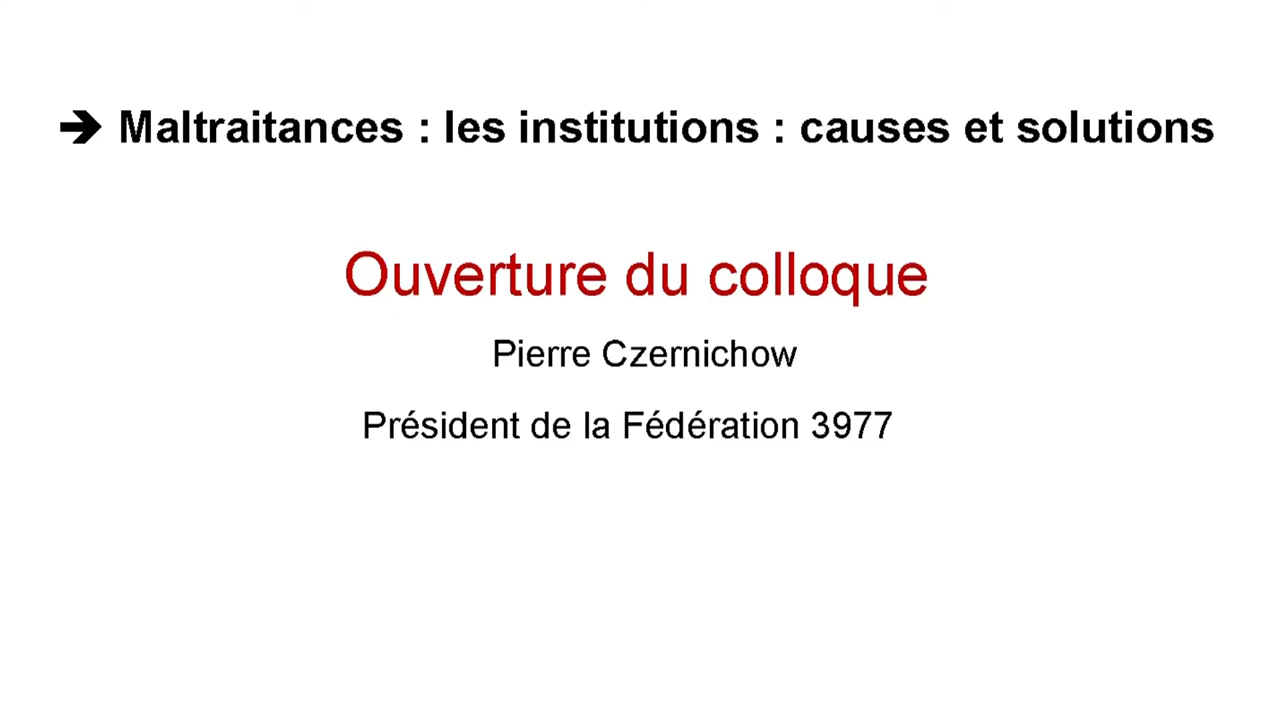 ➔ Maltraitances : les institutions : causes et solutions
Ouverture du colloque
Pierre Czernichow
Président de la Fédération 3977